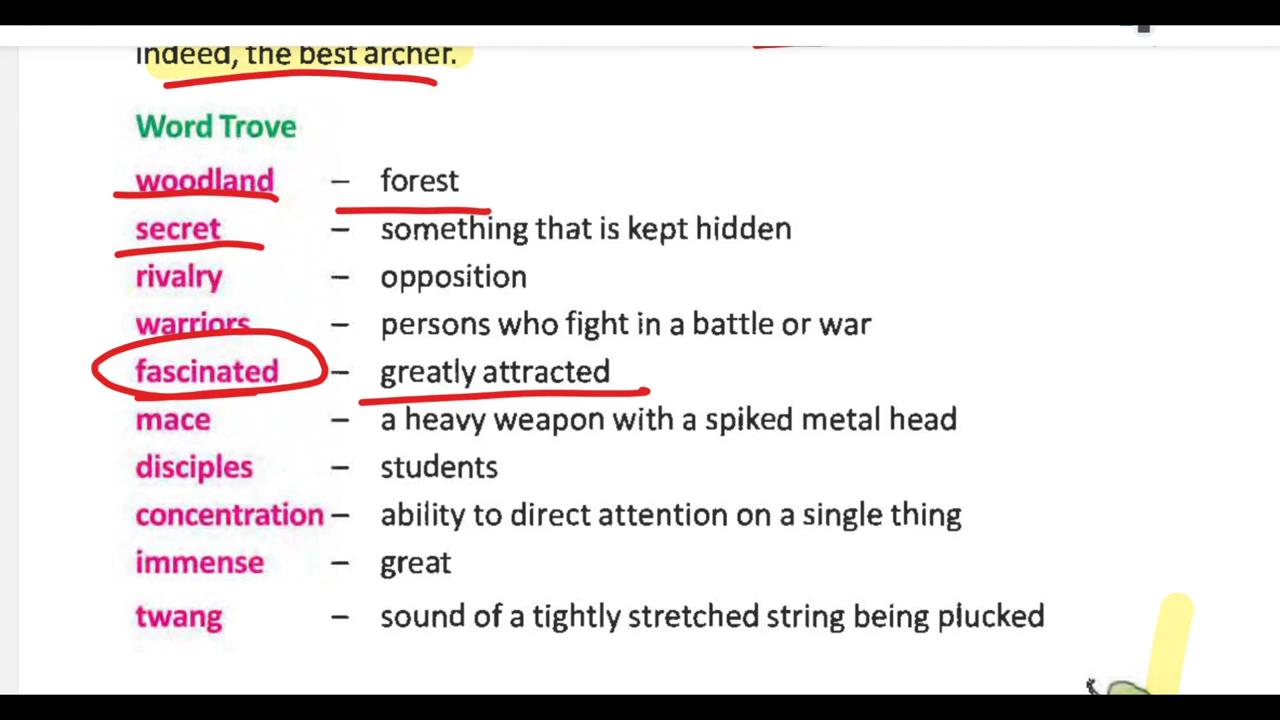 indeed, the best archer.
Word Trove
woodland – forest
secret – something that is kept hidden
rivalry – opposition
warriors – persons who fight in a battle or war
fascinated – greatly attracted
mace – a heavy weapon with a spiked metal head
disciples – students
concentration – ability to direct attention on a single thing
immense – great
twang – sound of a tightly stretched string being plucked